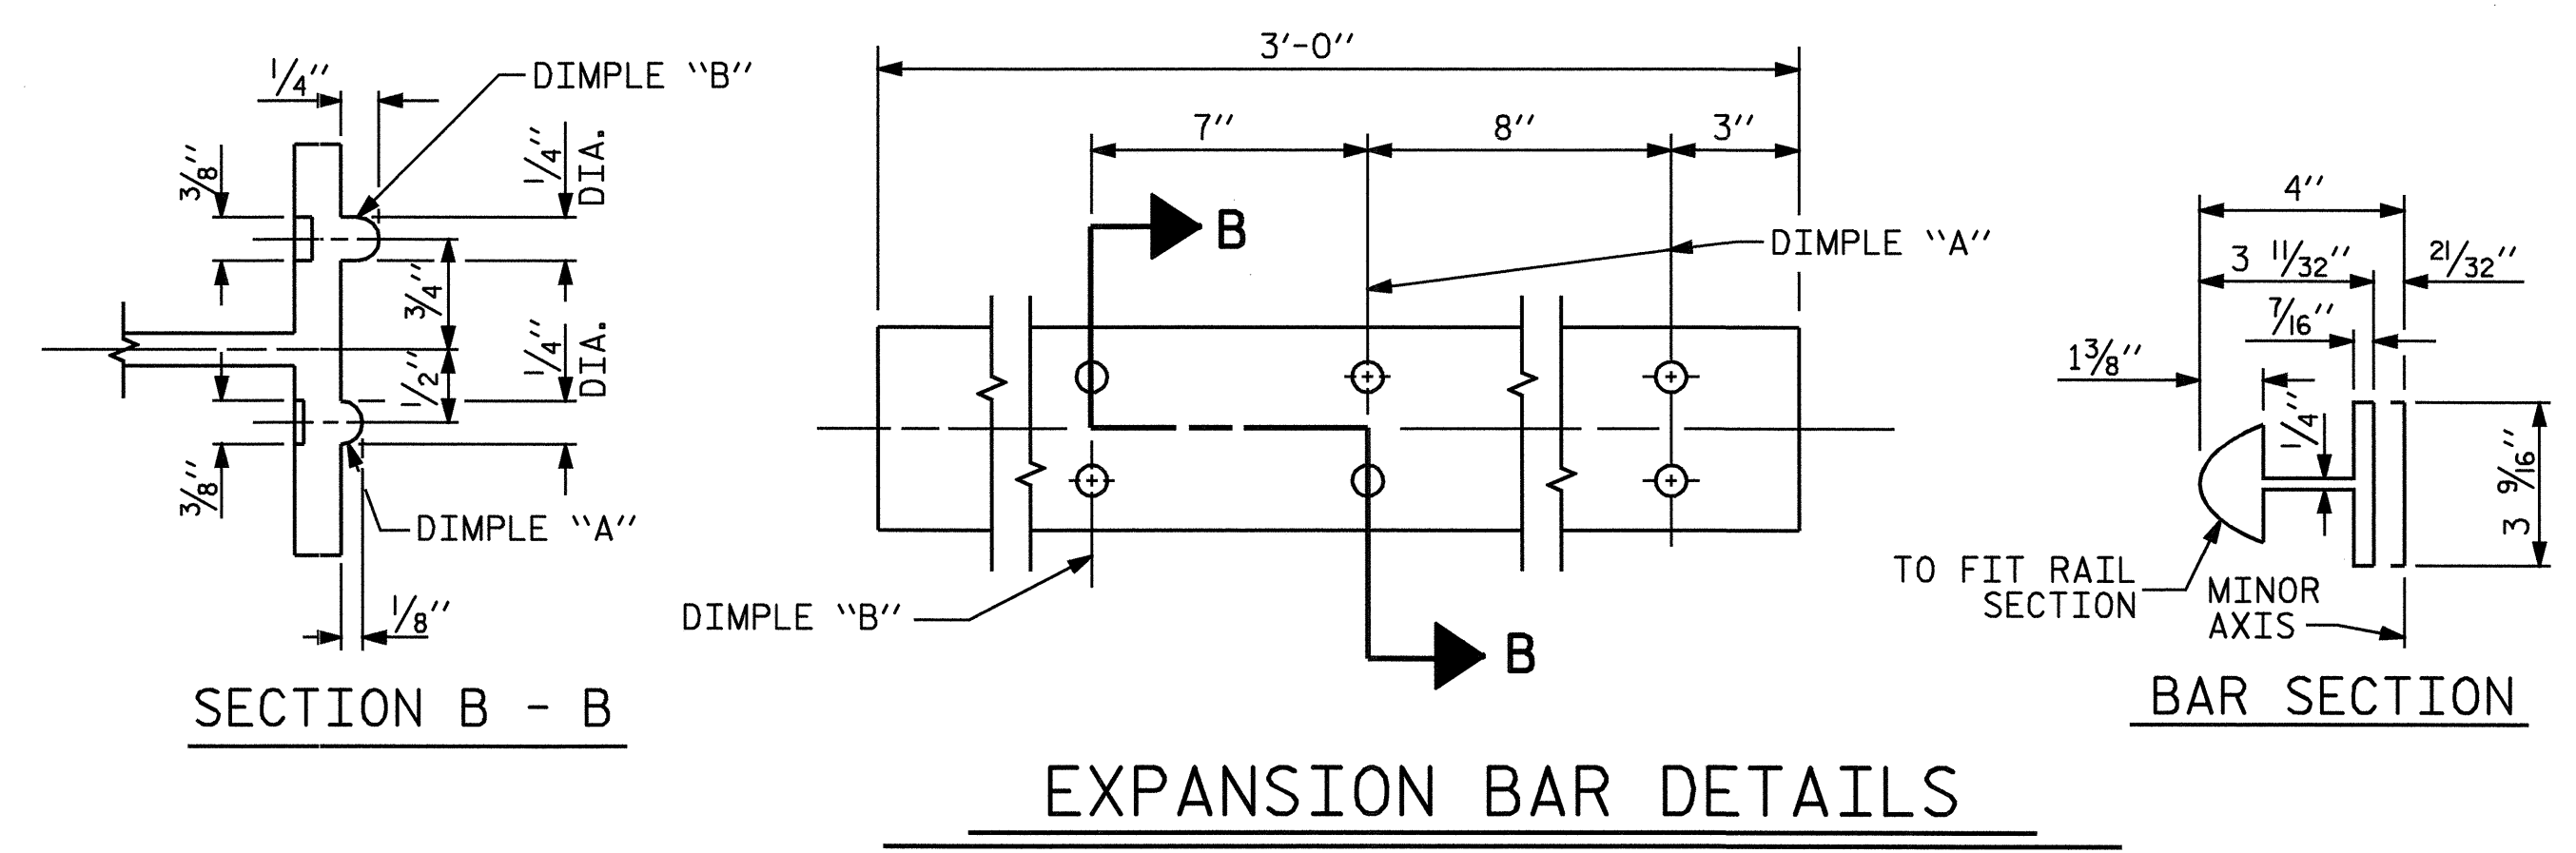 1/4"
DIMPLE "B"
3/8"
1/4" DIA.
3/4"
1/2"
1/4" DIA.
3/8"
DIMPLE "A"
1/8"
SECTION B - B
3'-0"
7"
8"
3"
B
DIMPLE "A"
DIMPLE "B"
B
EXPANSION BAR DETAILS
4"
3 11/32"
21/32"
7/16"
1 3/8"
1/4"
3 9/16"
TO FIT RAIL
SECTION
MINOR
AXIS
BAR SECTION